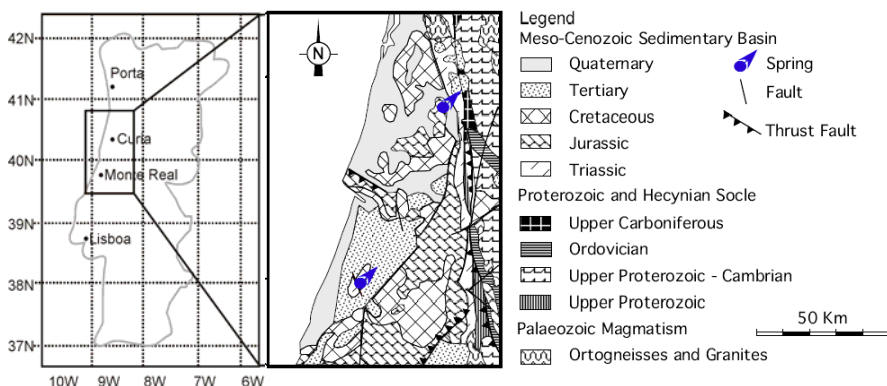 42N
41N
40N
39N
38N
37N
10W 9W 8W 7W 6W
Porta
Curia
Monte Real
Lisboa
N
Legend
Meso-Cenozoic Sedimentary Basin
Quaternary
Tertiary
Cretaceous
Jurassic
Triassic
Spring
Fault
Thrust Fault
Proterozoic and Hecynian Socle
Upper Carboniferous
Ordovician
Upper Proterozoic - Cambrian
Upper Proterozoic
Palaeozoic Magmatism
Ortogneisses and Granites
50 Km